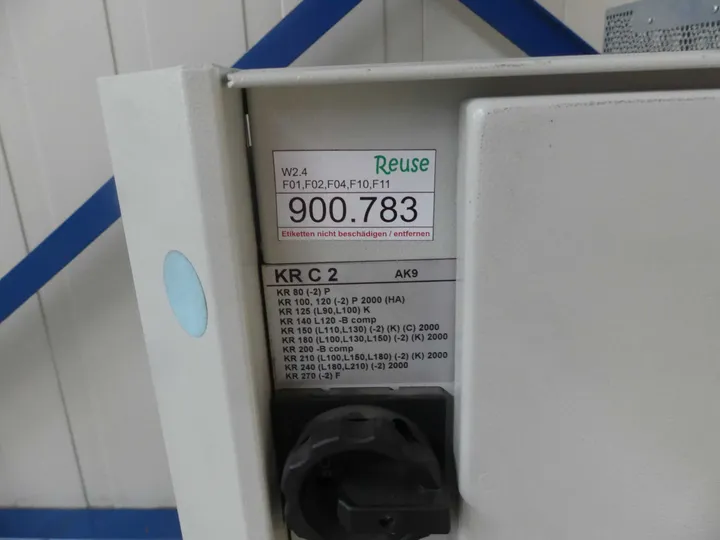 W2.4 Reuse
F01,F02,F04,F10,F11
900.783
Etiketten nicht beschädigen / entfernen
KR C 2 AK9
KR 80 (-2) P
KR 100, 120 (-2) P 2000 (HA)
KR 125 (L90,L100) K
KR 140 L120 -B comp
KR 150 (L110,L130) (-2) (K) (C) 2000
KR 180 (L100,L130,L150) (-2) (K) 2000
KR 200 -B comp
KR 210 (L100,L150,L180) (-2) (K) 2000
KR 240 (L180,L210) (-2) 2000
KR 270 (-2) F